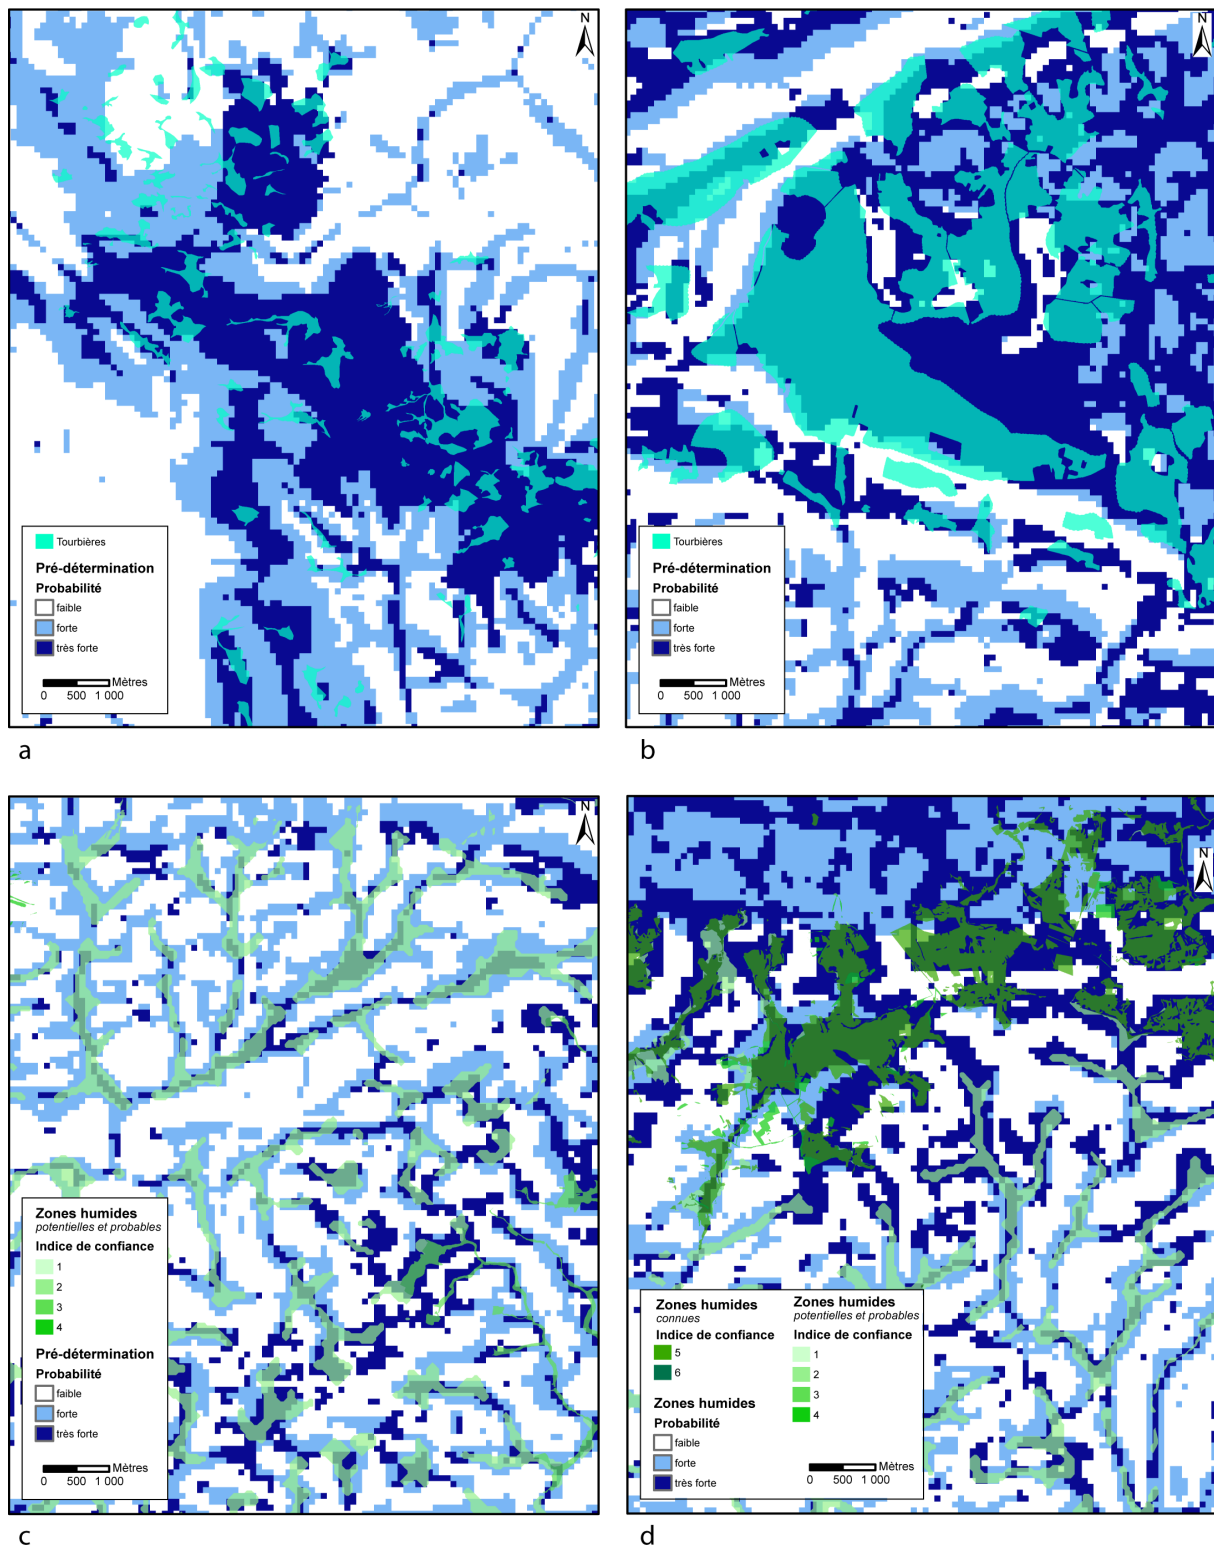 N
Tourbières
Pré-détermination
Probabilité
faible
forte
très forte
Mètres
0 500 1 000
a
N
Tourbières
Pré-détermination
Probabilité
faible
forte
très forte
Mètres
0 500 1 000
b
N
Zones humides
potentielles et probables
Indice de confiance
1
2
3
4
Pré-détermination
Probabilité
faible
forte
très forte
Mètres
0 500 1 000
c
N
Zones humides
connues
Indice de confiance
5
6
Zones humides
Probabilité
faible
forte
très forte
Zones humides
potentielles et probables
Indice de confiance
1
2
3
4
Mètres
0 500 1 000
d